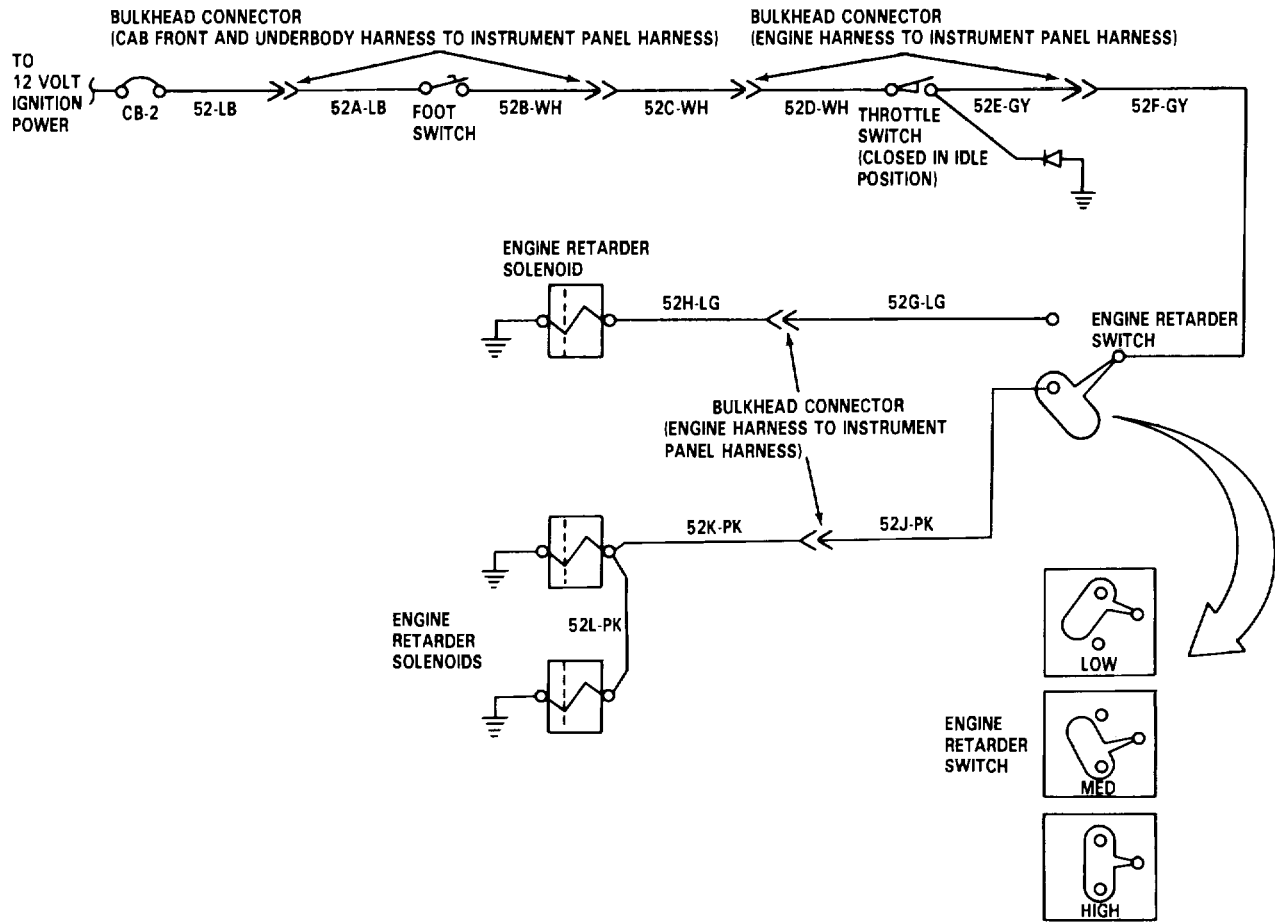 BULKHEAD CONNECTOR
(CAB FRONT AND UNDERBODY HARNESS TO INSTRUMENT PANEL HARNESS)
BULKHEAD CONNECTOR
(ENGINE HARNESS TO INSTRUMENT PANEL HARNESS)
TO
12 VOLT
IGNITION
POWER
CB-2
52-LB
52A-LB
FOOT
SWITCH
52B-WH
52C-WH
52D-WH
THROTTLE
SWITCH
(CLOSED IN IDLE
POSITION)
52E-GY
52F-GY
ENGINE RETARDER
SOLENOID
52H-LG
52G-LG
ENGINE RETARDER
SWITCH
BULKHEAD CONNECTOR
(ENGINE HARNESS TO INSTRUMENT
PANEL HARNESS)
52K-PK
52J-PK
ENGINE
RETARDER
SOLENOIDS
52L-PK
LOW
ENGINE
RETARDER
SWITCH
MED
HIGH